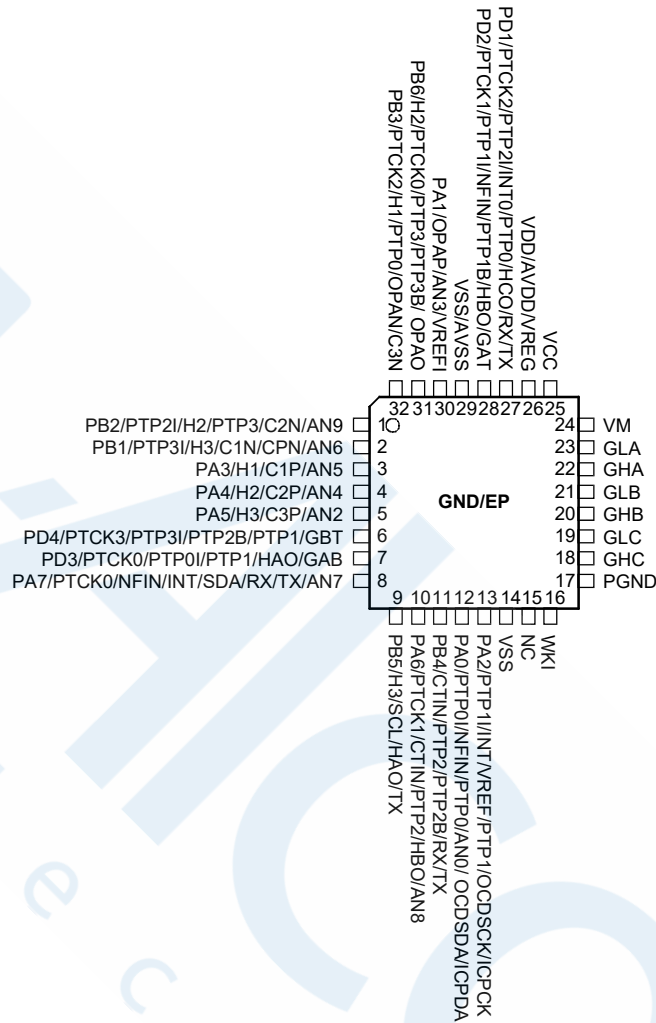 PB3/PTCK2/H1/PTP0/OPAN/C3N
PB6/H2/PTCK0/PTP3/PTP3B/ OPAO
PA1/OPAP/AN3/VREFI
VSS/AVSS
PD2/PTCK1/PTP1I/NFIN/PTP1B/HBO/GAT
PD1/PTCK2/PTP2I/INT0/PTP0/HCO/RX/TX
VDD/AVDD/VREG
VCC
32 31 30 29 28 27 26 25
PB2/PTP2I/H2/PTP3/C2N/AN9 1
PB1/PTP3I/H3/C1N/CPN/AN6 2
PA3/H1/C1P/AN5 3
PA4/H2/C2P/AN4 4
PA5/H3/C3P/AN2 5
PD4/PTCK3/PTP3I/PTP2B/PTP1/GBT 6
PD3/PTCK0/PTP0I/PTP1/HAO/GAB 7
PA7/PTCK0/NFIN/INT/SDA/RX/TX/AN7 8
GND/EP
24 VM
23 GLA
22 GHA
21 GLB
20 GHB
19 GLC
18 GHC
17 PGND
9 10 11 12 13 14 15 16
PB5/H3/SCL/HAO/TX
PA6/PTCK1/CTIN/PTP2/HBO/AN8
PB4/CTIN/PTP2/PTP2B/RX/TX
PA0/PTP0I/NFIN/PTP0/AN0/ OCDSDA/ICPDA
PA2/PTP1I/INT/VREF/PTP1/OCDSCK/ICPCK
VSS
NC
WKI
e
c